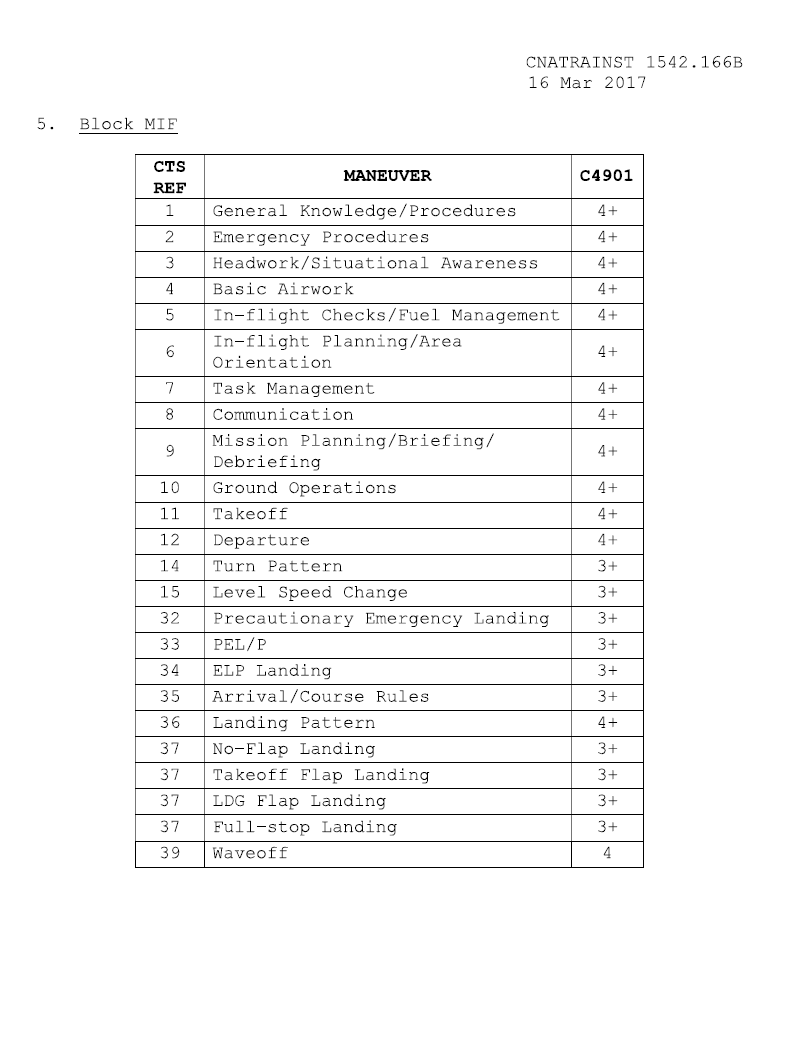 CNATRAINST 1542.166B
16 Mar 2017
5. Block MIF
CTS
REF
MANEUVER
C4901
1 General Knowledge/Procedures 4+
2 Emergency Procedures 4+
3 Headwork/Situational Awareness 4+
4 Basic Airwork 4+
5 In-flight Checks/Fuel Management 4+
6 In-flight Planning/Area
Orientation 4+
7 Task Management 4+
8 Communication 4+
9 Mission Planning/Briefing/
Debriefing 4+
10 Ground Operations 4+
11 Takeoff 4+
12 Departure 4+
14 Turn Pattern 3+
15 Level Speed Change 3+
32 Precautionary Emergency Landing 3+
33 PEL/P 3+
34 ELP Landing 3+
35 Arrival/Course Rules 3+
36 Landing Pattern 4+
37 No-Flap Landing 3+
37 Takeoff Flap Landing 3+
37 LDG Flap Landing 3+
37 Full-stop Landing 3+
39 Waveoff 4